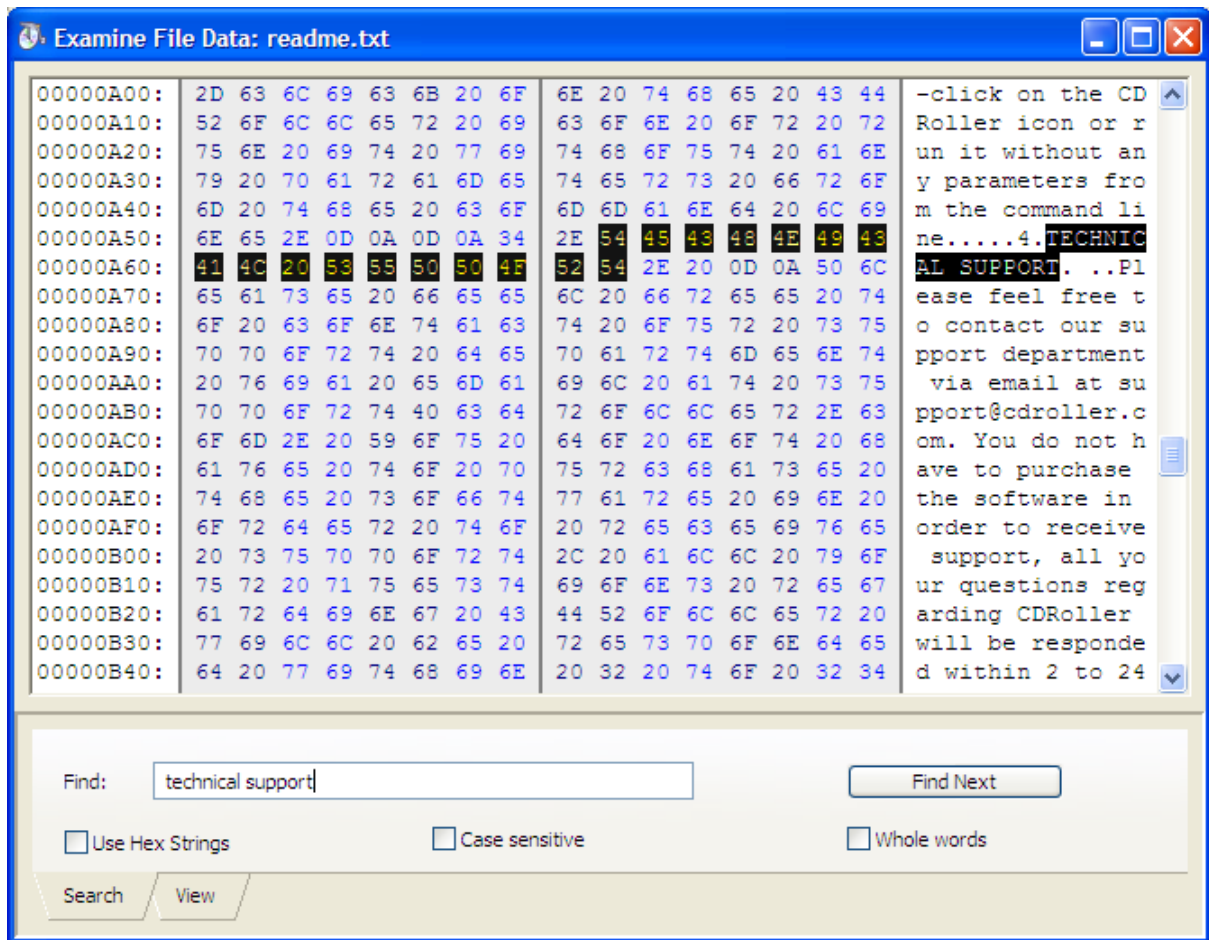 Examine File Data: readme.txt
00000A00: 2D 63 6C 69 63 6B 20 6F 6E 20 74 68 65 20 43 44 -click on the CD
00000A10: 52 6F 6C 6C 65 72 20 69 63 6F 6E 20 6F 72 20 72 Roller icon or r
00000A20: 75 6E 20 69 74 20 77 69 74 68 6F 75 74 20 61 6E un it without an
00000A30: 79 20 70 61 72 61 6D 65 74 65 72 73 20 66 72 6F y parameters fro
00000A40: 6D 20 74 68 65 20 63 6F 6D 6D 61 6E 64 20 6C 69 m the command li
00000A50: 6E 65 2E 0D 0A 0D 0A 34 2E 54 45 43 48 4E 49 43 ne.....4.TECHNIC
00000A60: 41 4C 20 53 55 50 50 4F 52 54 2E 20 0D 0A 50 6C AL SUPPORT. ..Pl
00000A70: 65 61 73 65 20 66 65 65 6C 20 66 72 65 65 20 74 ease feel free t
00000A80: 6F 20 63 6F 6E 74 61 63 74 20 6F 75 72 20 73 75 o contact our su
00000A90: 70 70 6F 72 74 20 64 65 70 61 72 74 6D 65 6E 74 pport department
00000AA0: 20 76 69 61 20 65 6D 61 69 6C 20 61 74 20 73 75 via email at su
00000AB0: 70 70 6F 72 74 40 63 64 72 6F 6C 6C 65 72 2E 63 pport@cdroller.c
00000AC0: 6F 6D 2E 20 59 6F 75 20 64 6F 20 6E 6F 74 20 68 om. You do not h
00000AD0: 61 76 65 20 74 6F 20 70 75 72 63 68 61 73 65 20 ave to purchase
00000AE0: 74 68 65 20 73 6F 66 74 77 61 72 65 20 69 6E 20 the software in
00000AF0: 6F 72 64 65 72 20 74 6F 20 72 65 63 65 69 76 65 order to receive
00000B00: 20 73 75 70 70 6F 72 74 2C 20 61 6C 6C 20 79 6F support, all yo
00000B10: 75 72 20 71 75 65 73 74 69 6F 6E 73 20 72 65 67 ur questions reg
00000B20: 61 72 64 69 6E 67 20 43 44 52 6F 6C 6C 65 72 20 arding CDRoller
00000B30: 77 69 6C 6C 20 62 65 20 72 65 73 70 6F 6E 64 65 will be responde
00000B40: 64 20 77 69 74 68 69 6E 20 32 20 74 6F 20 32 34 d within 2 to 24
Find: technical support Find Next
Use Hex Strings Case sensitive Whole words
Search View